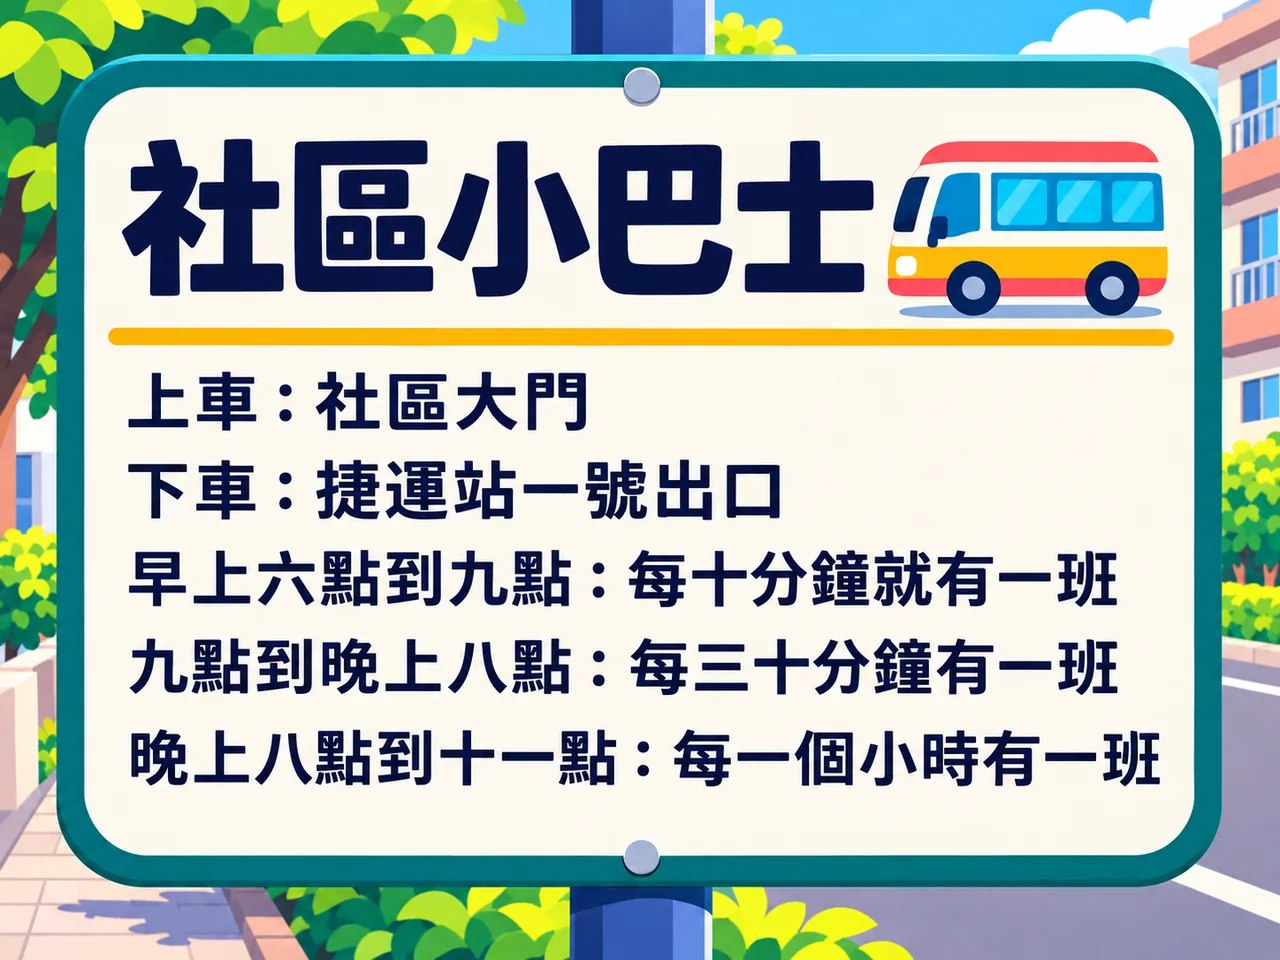 社區小巴士
上車：社區大門
下車：捷運站一號出口
早上六點到九點：每十分鐘就有一班
九點到晚上八點：每三十分鐘有一班
晚上八點到十一點：每一個小時有一班